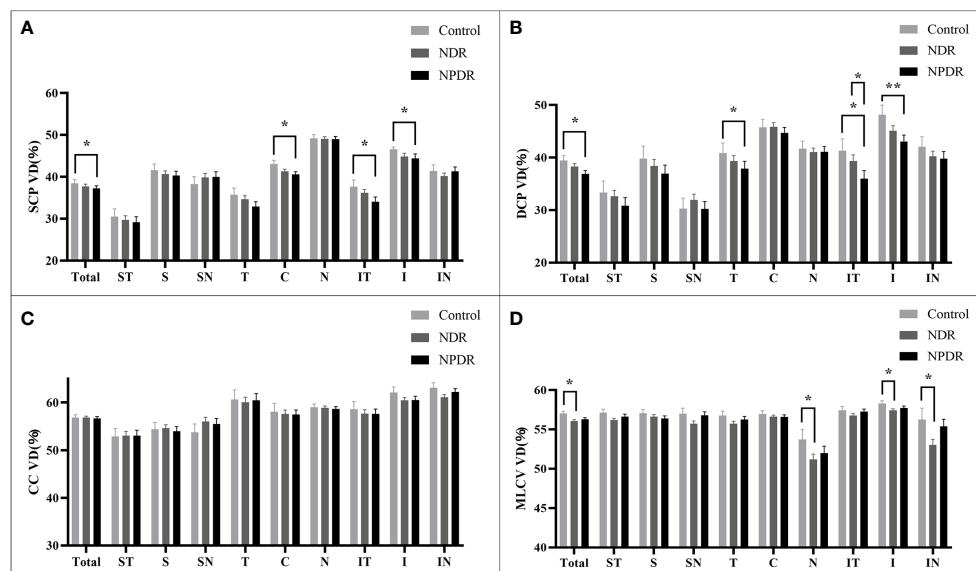 A
Control
NDR
NPDR
SCP VD(%)
60
50
40
30
20
*
*
*
*
Total ST S SN T C N IT I IN
B
Control
NDR
NPDR
DCP VD(%)
50
40
30
20
*
*
*
*
**
Total ST S SN T C N IT I IN
C
Control
NDR
NPDR
CC VD(%)
60
50
40
30
Total ST S SN T C N IT I IN
D
Control
NDR
NPDR
MLCV VD(%)
60
55
50
45
40
*
*
*
*
Total ST S SN T C N IT I IN